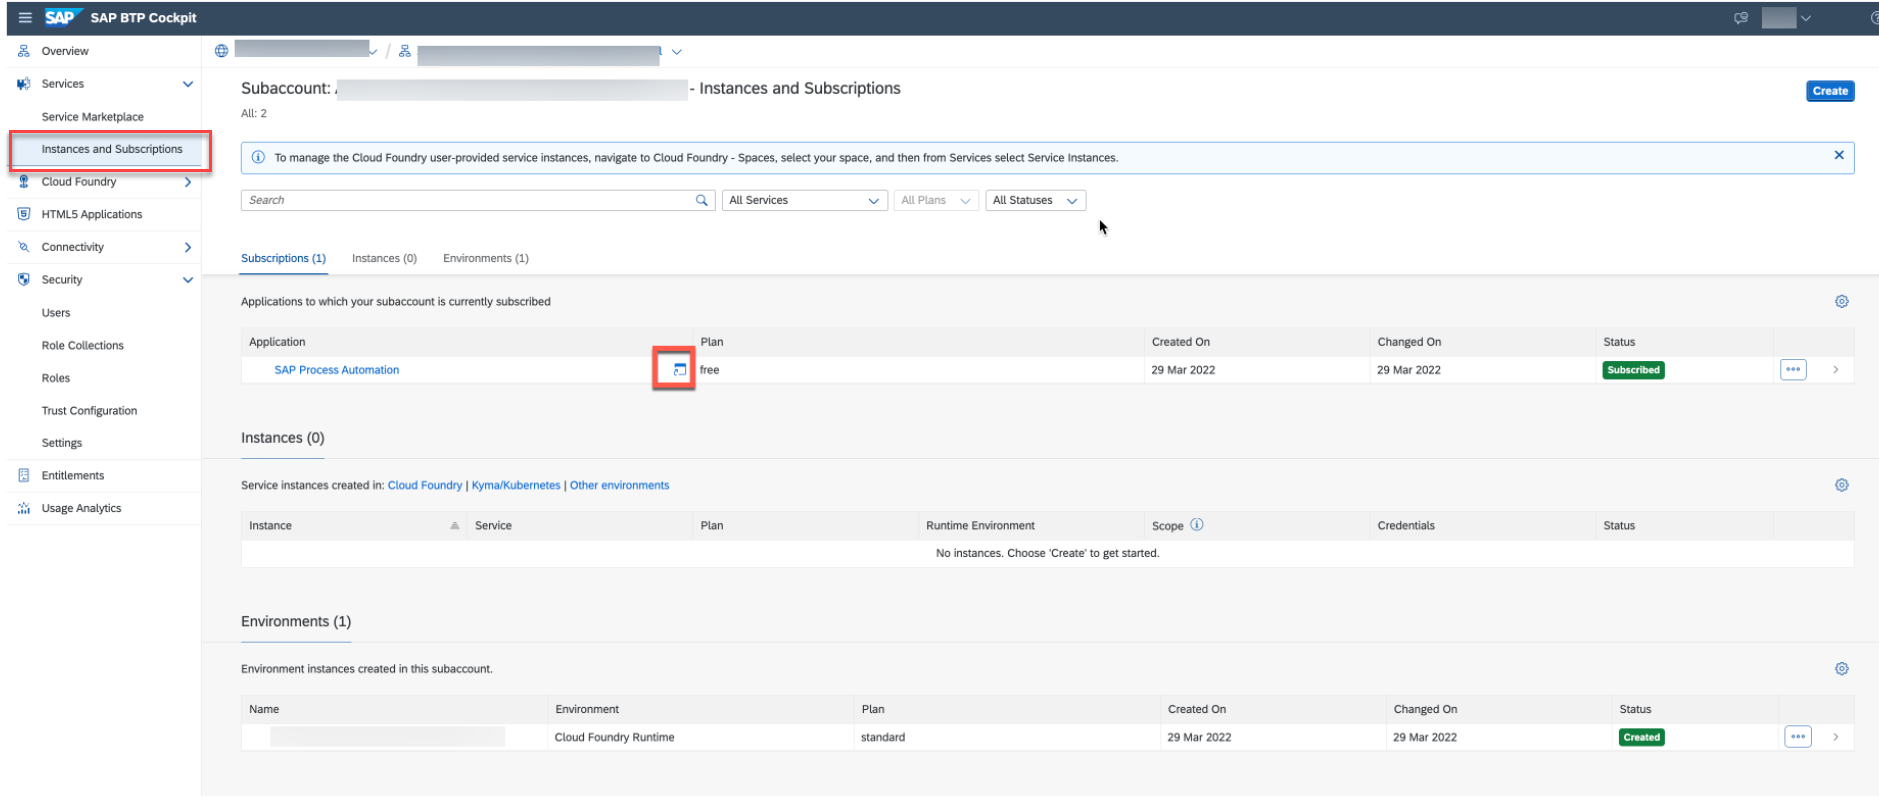 SAP SAP BTP Cockpit
Overview
Services
Service Marketplace
Instances and Subscriptions
Cloud Foundry
HTML5 Applications
Connectivity
Security
Users
Role Collections
Roles
Trust Configuration
Settings
Entitlements
Usage Analytics
/
Subaccount: - Instances and Subscriptions
Create
All: 2
To manage the Cloud Foundry user-provided service instances, navigate to Cloud Foundry - Spaces, select your space, and then from Services select Service Instances.
Search All Services All Plans All Statuses
Subscriptions (1) Instances (0) Environments (1)
Applications to which your subaccount is currently subscribed
Application Plan Created On Changed On Status
SAP Process Automation free 29 Mar 2022 29 Mar 2022 Subscribed
Instances (0)
Service instances created in: Cloud Foundry | Kyma/Kubernetes | Other environments
Instance Service Plan Runtime Environment Scope Credentials Status
No instances. Choose 'Create' to get started.
Environments (1)
Environment instances created in this subaccount.
Name Environment Plan Created On Changed On Status
Cloud Foundry Runtime standard 29 Mar 2022 29 Mar 2022 Created